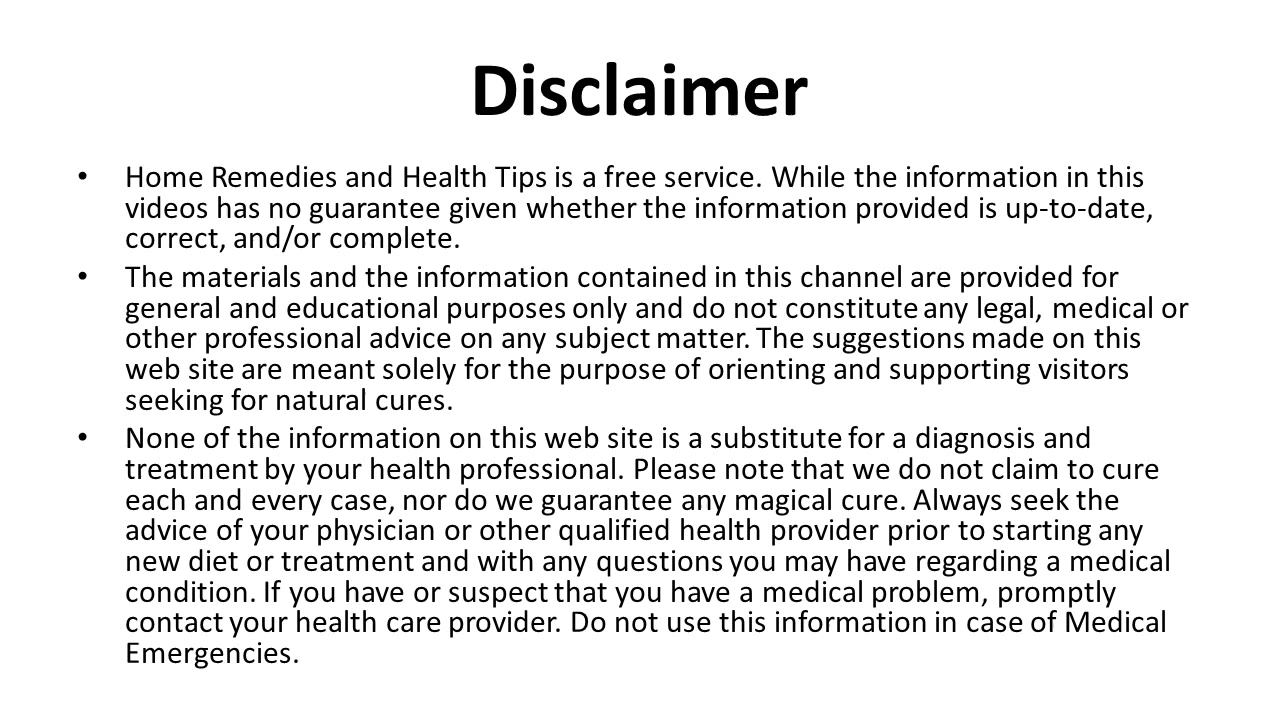 Disclaimer
• Home Remedies and Health Tips is a free service. While the information in this
videos has no guarantee given whether the information provided is up-to-date,
correct, and/or complete.
• The materials and the information contained in this channel are provided for
general and educational purposes only and do not constitute any legal, medical or
other professional advice on any subject matter. The suggestions made on this
web site are meant solely for the purpose of orienting and supporting visitors
seeking for natural cures.
• None of the information on this web site is a substitute for a diagnosis and
treatment by your health professional. Please note that we do not claim to cure
each and every case, nor do we guarantee any magical cure. Always seek the
advice of your physician or other qualified health provider prior to starting any
new diet or treatment and with any questions you may have regarding a medical
condition. If you have or suspect that you have a medical problem, promptly
contact your health care provider. Do not use this information in case of Medical
Emergencies.